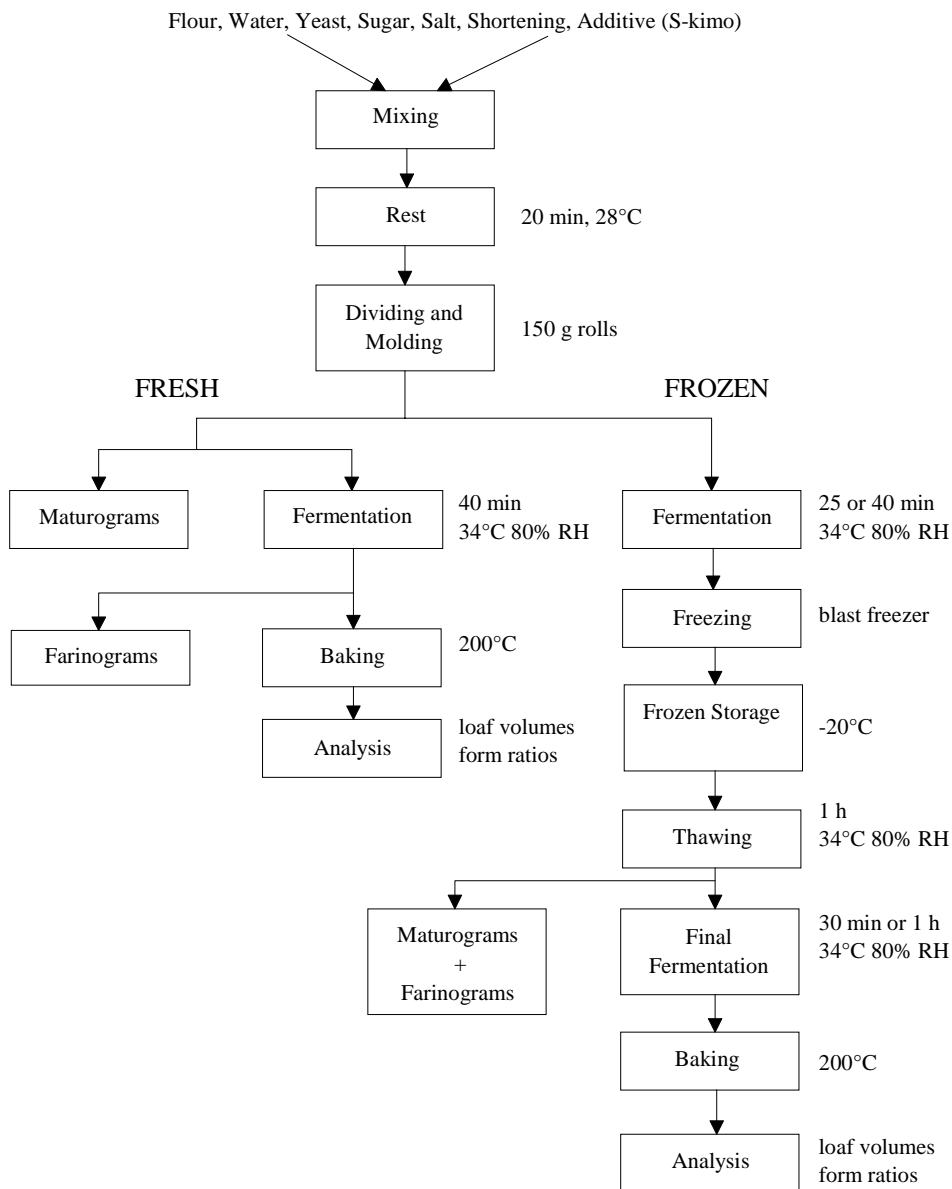 Flour, Water, Yeast, Sugar, Salt, Shortening, Additive (S-kimo)
Mixing
Rest
20 min, 28°C
Dividing and
Molding
150 g rolls
FRESH
FROZEN
Maturograms
Fermentation
40 min
34°C 80% RH
Fermentation
25 or 40 min
34°C 80% RH
Farinograms
Baking
200°C
Freezing
blast freezer
Analysis
loaf volumes
form ratios
Frozen Storage
-20°C
Thawing
1 h
34°C 80% RH
Maturograms
+
Farinograms
Final
Fermentation
30 min or 1 h
34°C 80% RH
Baking
200°C
Analysis
loaf volumes
form ratios